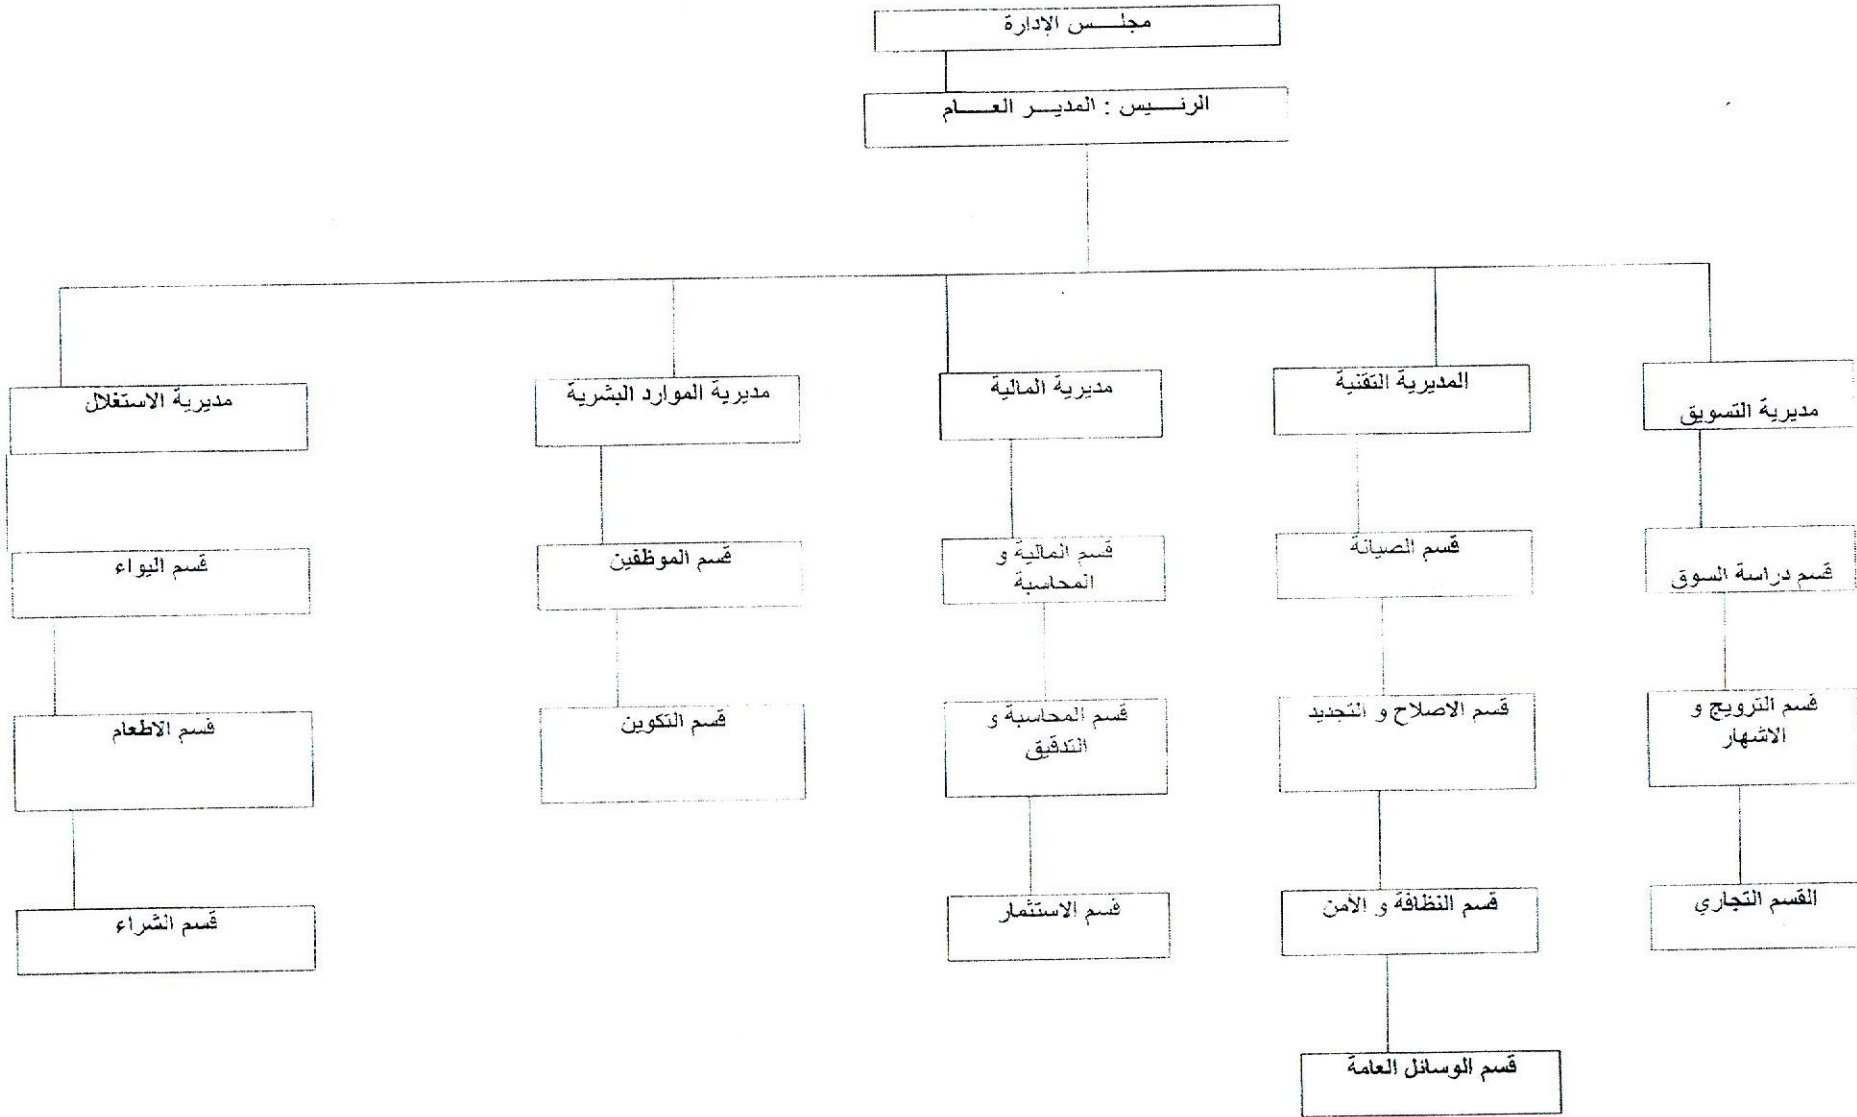 مجلـــس الإدارة
الرئـــيس : المديـــر العـــام
مديرية التسويق
المديرية التقنية
مديرية المالية
مديرية الموارد البشرية
مديرية الاستغلال
قسم دراسة السوق
قسم الصيانة
قسم المالية و
المحاسبة
قسم الموظفين
قسم اليواء
قسم الترويج و
الاشهار
قسم الاصلاح و التجديد
قسم المحاسبة و
التدقيق
قسم التكوين
قسم الاطعام
القسم التجاري
قسم النظافة و الأمن
قسم الاستثمار
قسم الشراء
قسم الوسائل العامة